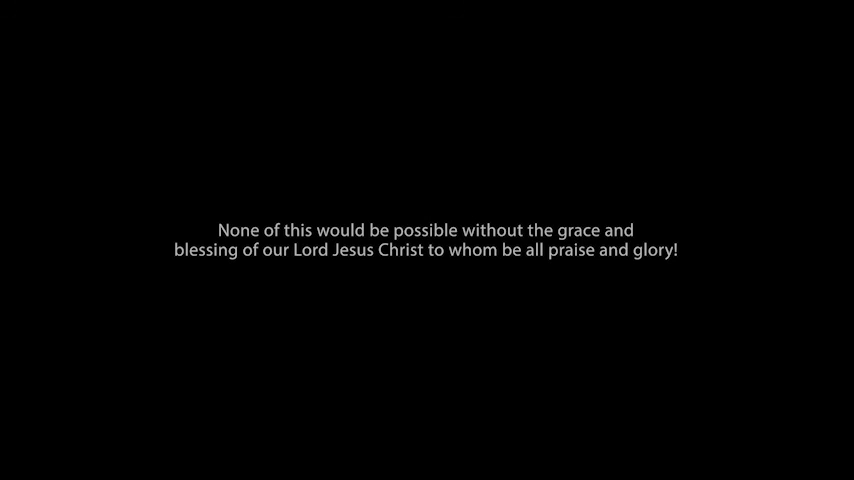 None of this would be possible without the grace and
blessing of our Lord Jesus Christ to whom be all praise and glory!